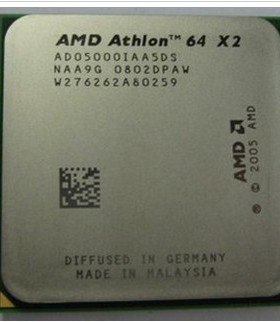 AMD Athlon™ 64 X2
ADO5000IAA5DS
NAA9G 0802DPAW
W276262A80259
AMD
© 2005 AMD
DIFFUSED IN GERMANY
MADE IN MALAYSIA